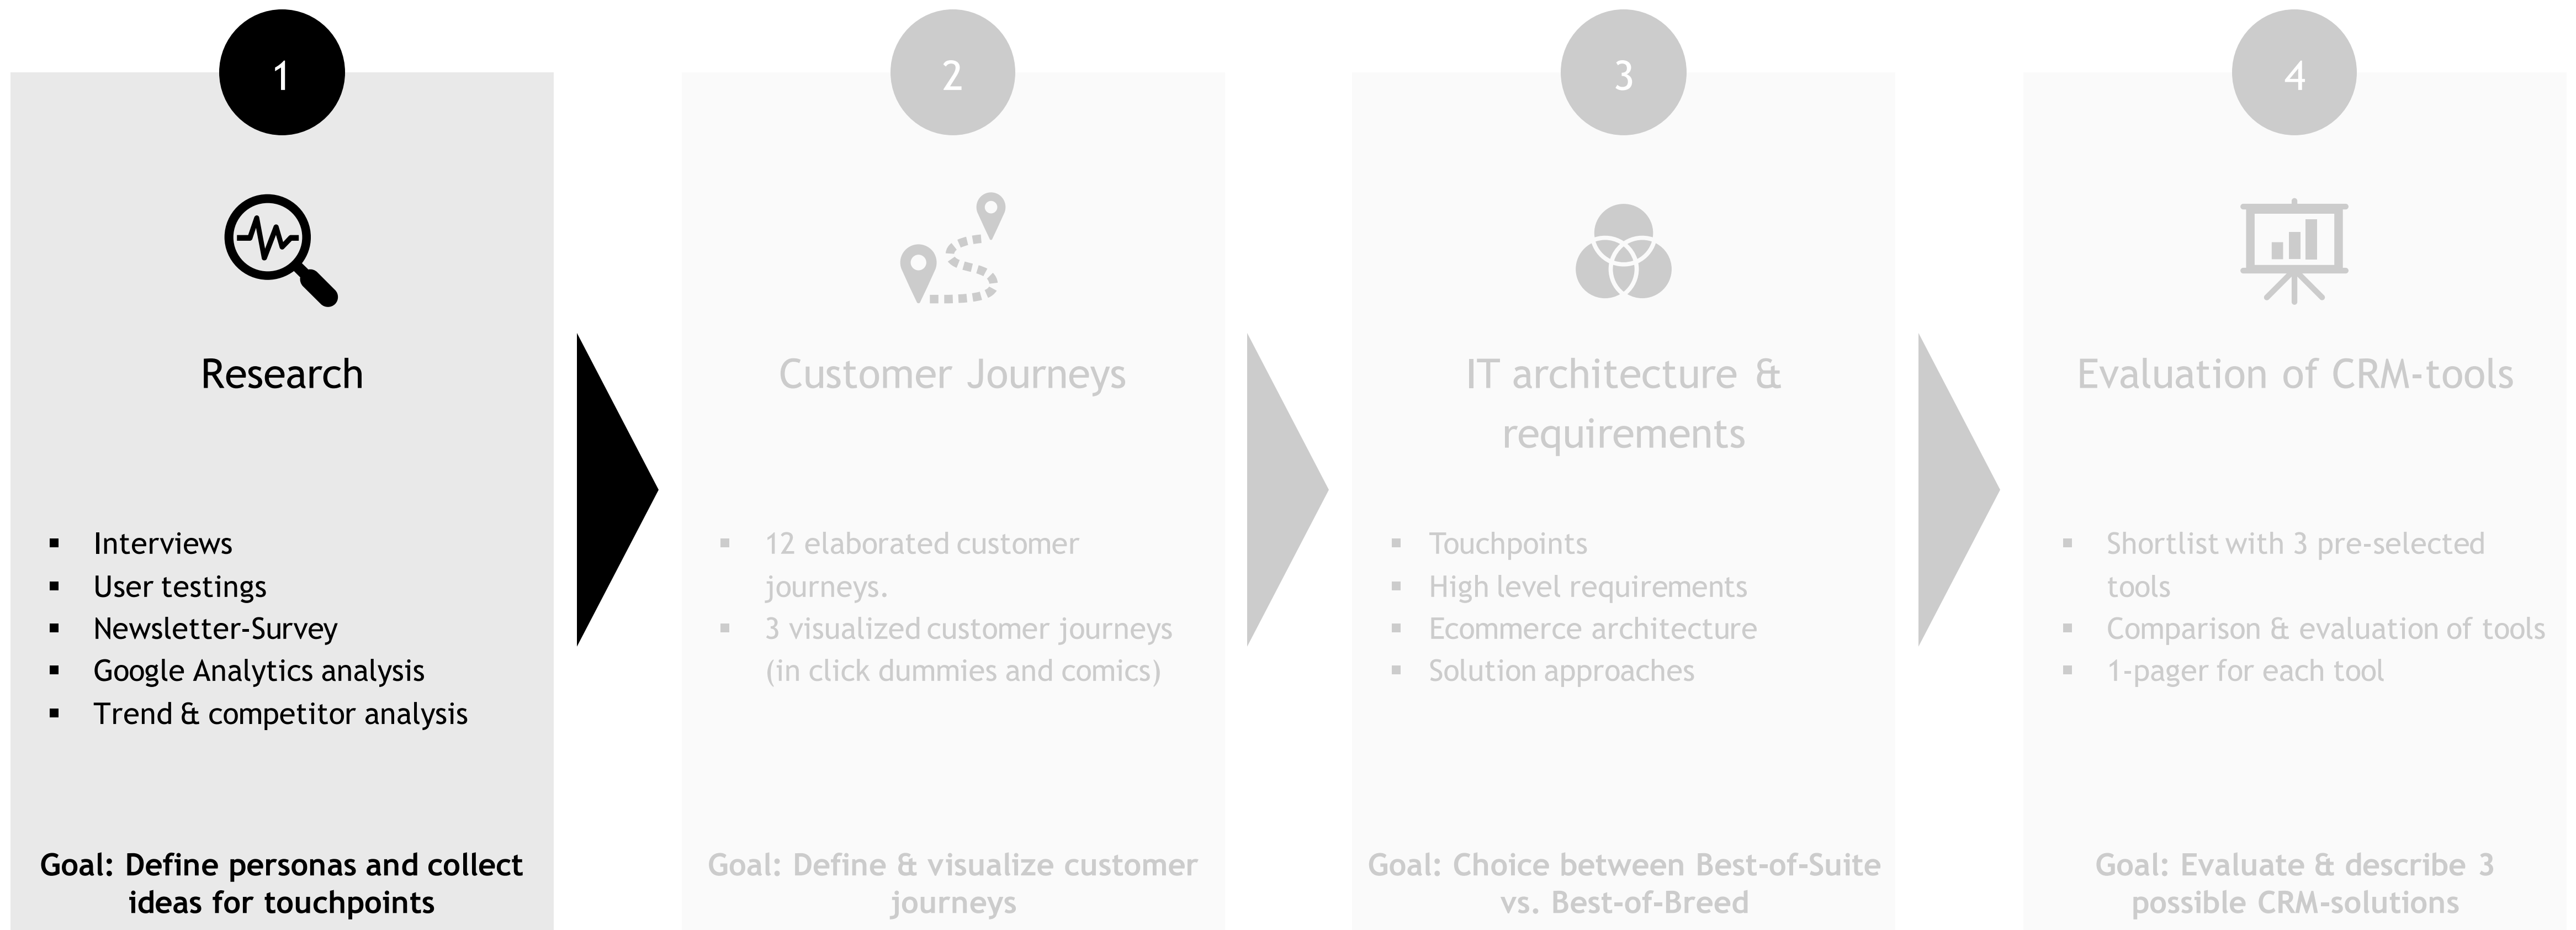 1
Research
▪ Interviews
▪ User testings
▪ Newsletter-Survey
▪ Google Analytics analysis
▪ Trend & competitor analysis
Goal: Define personas and collect
ideas for touchpoints
2
Customer Journeys
▪ 12 elaborated customer
journeys.
▪ 3 visualized customer journeys
(in click dummies and comics)
Goal: Define & visualize customer
journeys
3
IT architecture &
requirements
▪ Touchpoints
▪ High level requirements
▪ Ecommerce architecture
▪ Solution approaches
Goal: Choice between Best-of-Suite
vs. Best-of-Breed
4
Evaluation of CRM-tools
▪ Shortlist with 3 pre-selected
tools
▪ Comparison & evaluation of tools
▪ 1-pager for each tool
Goal: Evaluate & describe 3
possible CRM-solutions